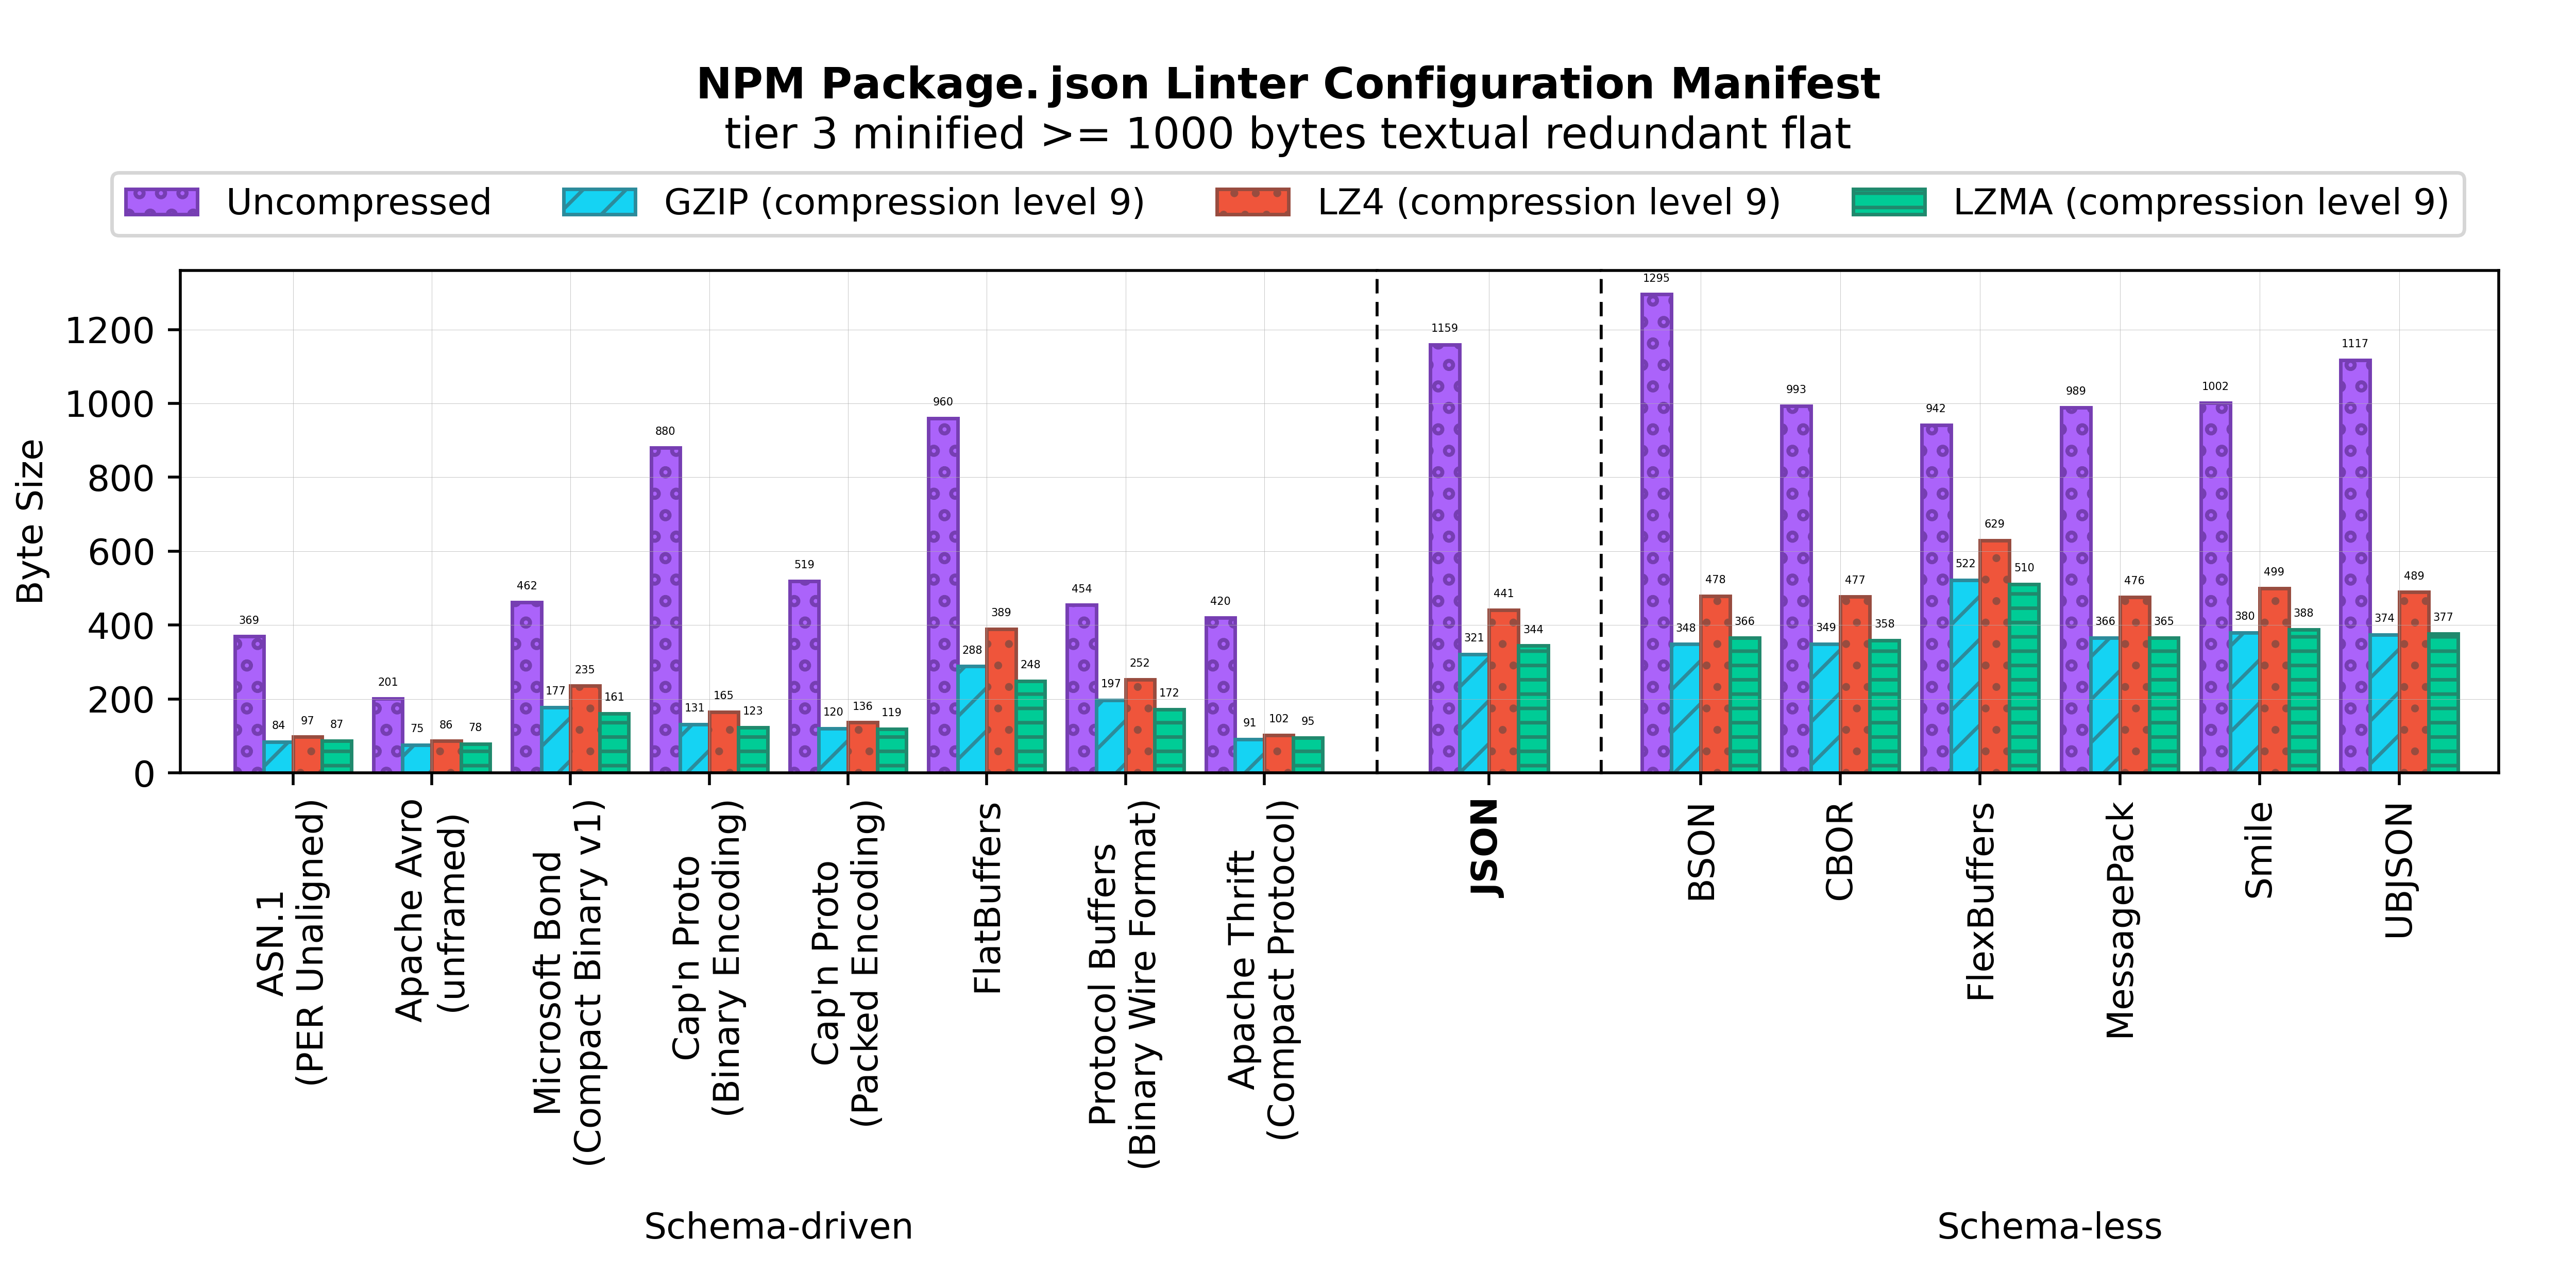 NPM Package.json Linter Configuration Manifest
tier 3 minified >= 1000 bytes textual redundant flat
Uncompressed
GZIP (compression level 9)
LZ4 (compression level 9)
LZMA (compression level 9)
Byte Size
1200
1000
800
600
400
200
0
369
84
97
87
201
75
86
78
462
177
235
161
880
131
165
123
519
120
136
119
960
288
389
248
454
197
252
172
420
91
102
95
1159
321
441
344
1295
348
478
366
993
349
477
358
942
522
629
510
989
366
476
365
1002
380
499
388
1117
374
489
377
ASN.1
(PER Unaligned)
Apache Avro
(unframed)
Microsoft Bond
(Compact Binary v1)
Cap'n Proto
(Binary Encoding)
Cap'n Proto
(Packed Encoding)
FlatBuffers
Protocol Buffers
(Binary Wire Format)
Apache Thrift
(Compact Protocol)
JSON
BSON
CBOR
FlexBuffers
MessagePack
Smile
UBJSON
Schema-driven
Schema-less